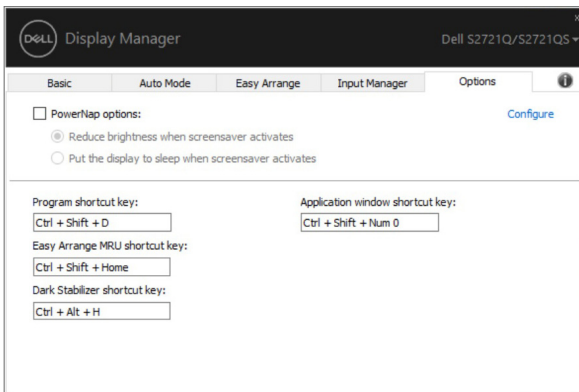 DELL Display Manager
Dell S2721Q/S2721QS
Basic Auto Mode Easy Arrange Input Manager Options
PowerNap options: Configure
Reduce brightness when screensaver activates
Put the display to sleep when screensaver activates
Program shortcut key: Application window shortcut key:
Ctrl + Shift + D Ctrl + Shift + Num 0
Easy Arrange MRU shortcut key:
Ctrl + Shift + Home
Dark Stabilizer shortcut key:
Ctrl + Alt + H